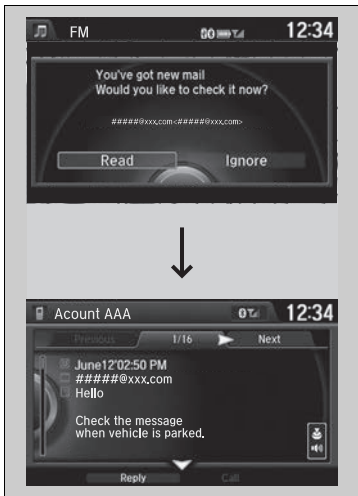 FM
12:34
You've got new mail
Would you like to check it now?
#####@xxx.com<#####@xxx.com>
Read Ignore
Acount AAA
12:34
Previous 1/16 Next
June12'02:50 PM
#####@xxx.com
Hello
Check the message
when vehicle is parked.
Reply Call